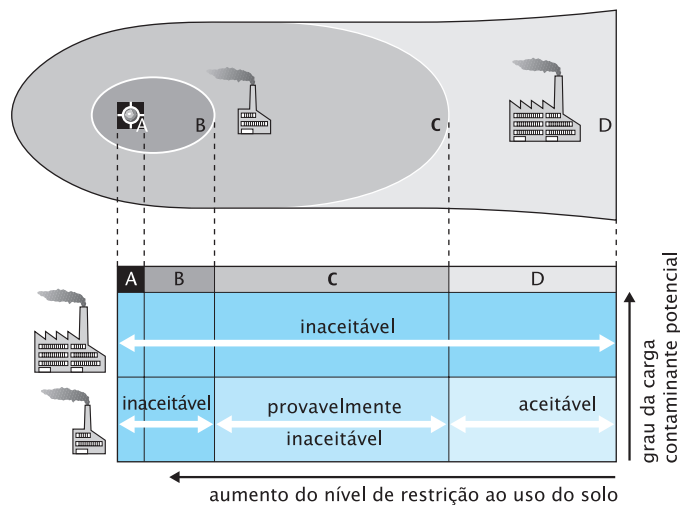 A
B
C
D
A
B
C
D
inaceitável
inaceitável
provavelmente
inaceitável
aceitável
grau da carga
contaminante potencial
aumento do nível de restrição ao uso do solo